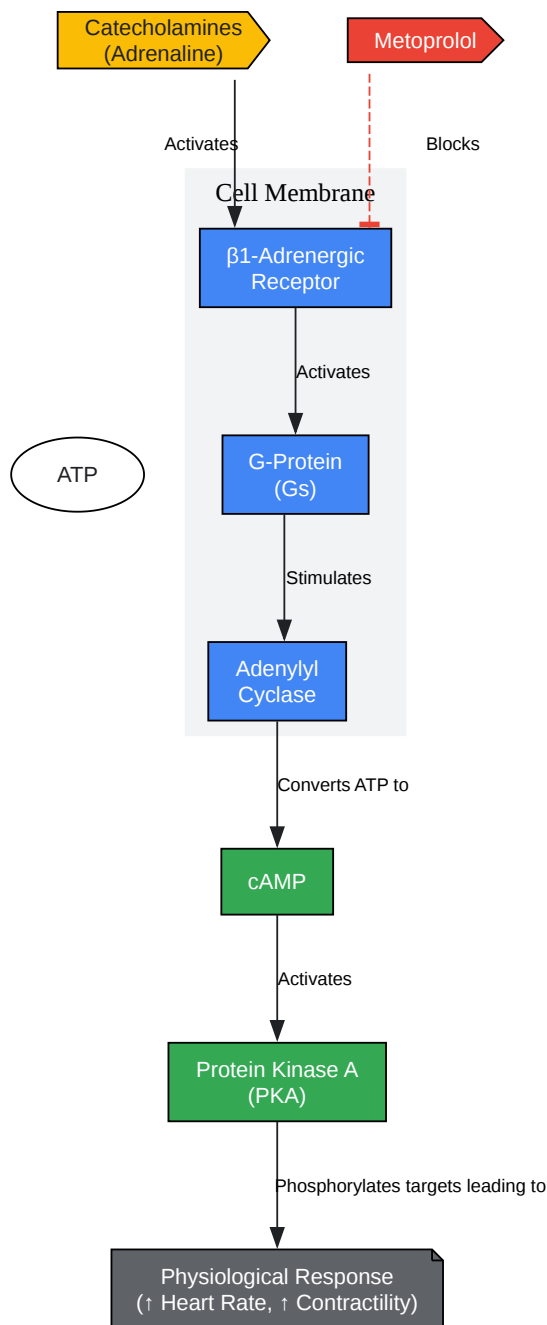 Catecholamines
(Adrenaline)
Metoprolol
Activates
Blocks
Cell Membrane
β1-Adrenergic
Receptor
Activates
G-Protein
(Gs)
ATP
Stimulates
Adenylyl
Cyclase
Converts ATP to
cAMP
Activates
Protein Kinase A
(PKA)
Phosphorylates targets leading to
Physiological Response
(↑ Heart Rate, ↑ Contractility)